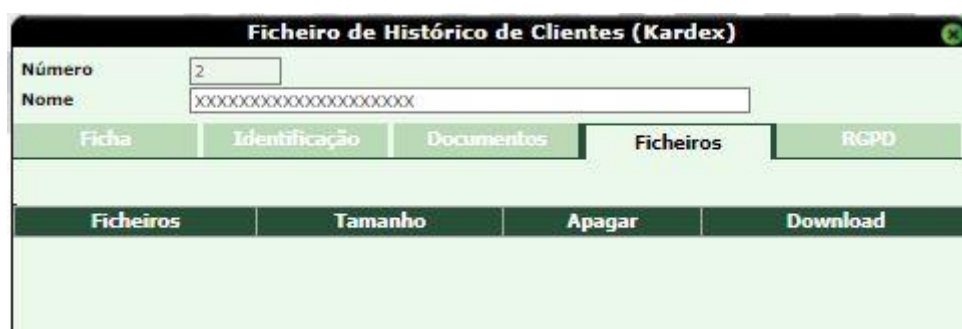 Ficheiro de Histórico de Clientes (Kardex)
Número 2
Nome XXXXXXXXXXXXXXXXXXXX
Ficha Identificação Documentos Ficheiros RGPD
Ficheiros Tamanho Apagar Download